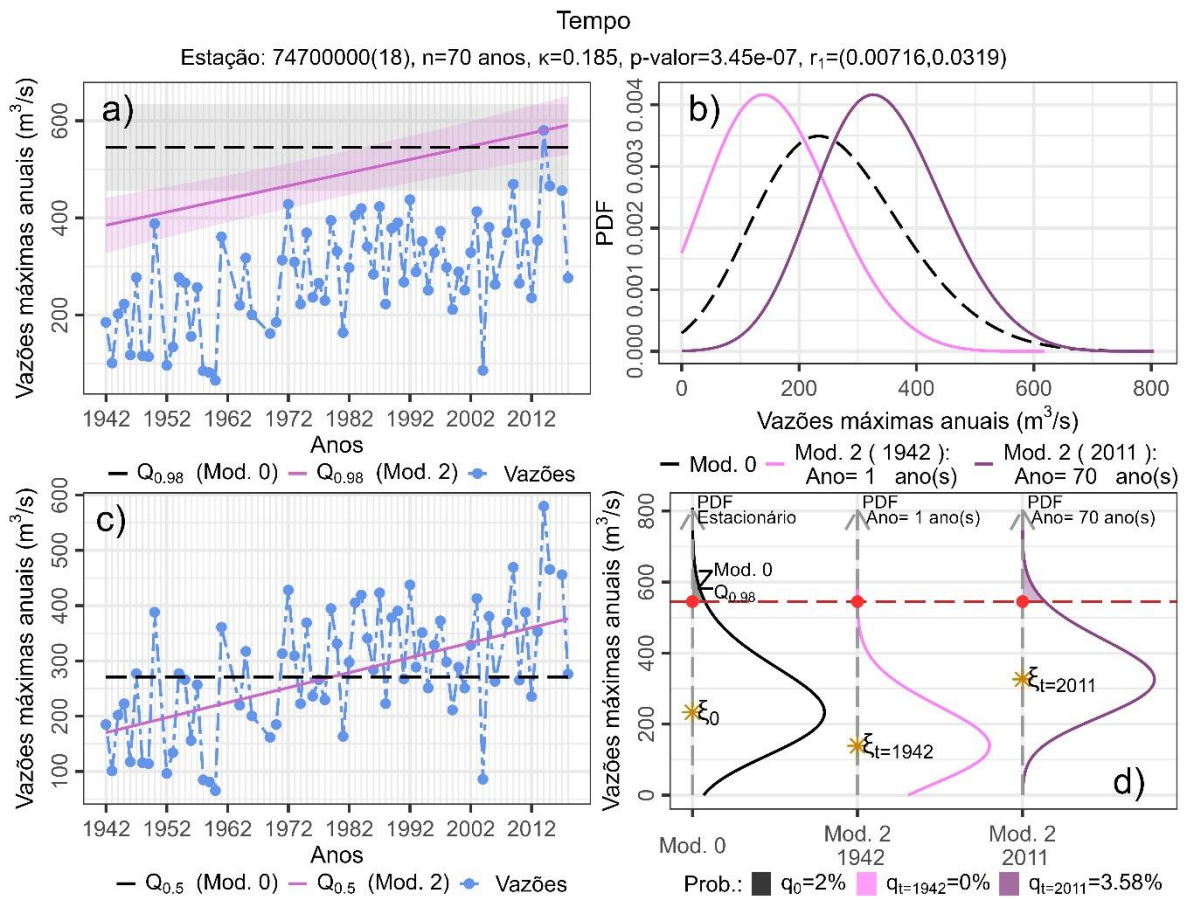 Tempo
Estação: 74700000(18), n=70 anos, κ=0.185, p-valor=3.45e-07, r₁=(0.00716,0.0319)
a)
Vazões máximas anuais (m³/s)
600
400
200
1942 1952 1962 1972 1982 1992 2002 2012
Anos
Q₀.₉₈ (Mod. 0) Q₀.₉₈ (Mod. 2) Vazões
b)
PDF
0.000 0.001 0.002 0.003 0.004
0 200 400 600 800
Vazões máximas anuais (m³/s)
Mod. 0 Mod. 2 ( 1942 ): Mod. 2 ( 2011 ):
Ano= 1 ano(s) Ano= 70 ano(s)
c)
Vazões máximas anuais (m³/s)
600
500
400
300
200
100
1942 1952 1962 1972 1982 1992 2002 2012
Anos
Q₀.₅ (Mod. 0) Q₀.₅ (Mod. 2) Vazões
d)
Vazões máximas anuais (m³/s)
800
600
400
200
0
PDF
Estacionário
PDF
Ano= 1 ano(s)
PDF
Ano= 70 ano(s)
Mod. 0
Q₀.₉₈
ξ₀
ξt=1942
ξt=2011
Mod. 0 Mod. 2 Mod. 2
1942 2011
Prob.: q₀=2% qt=1942=0% qt=2011=3.58%